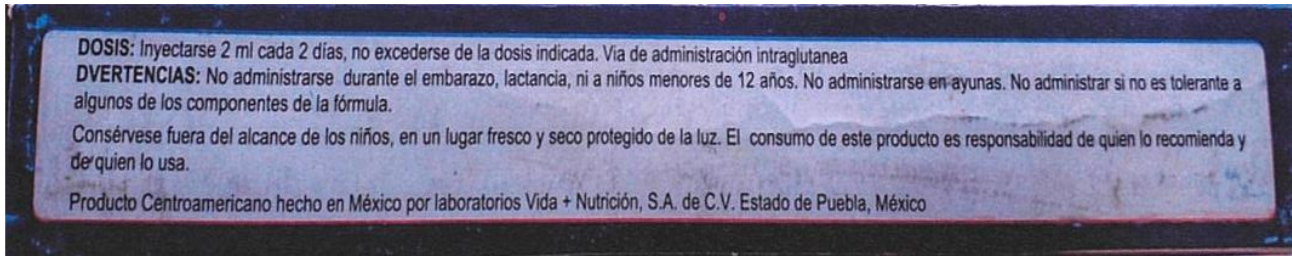 DOSIS: Inyectarse 2 ml cada 2 días, no excederse de la dosis indicada. Via de administración intraglutanea
DVERTENCIAS: No administrarse durante el embarazo, lactancia, ni a niños menores de 12 años. No administrarse en ayunas. No administrar si no es tolerante a
algunos de los componentes de la fórmula.
Consérvese fuera del alcance de los niños, en un lugar fresco y seco protegido de la luz. El consumo de este producto es responsabilidad de quien lo recomienda y
de quien lo usa.
Producto Centroamericano hecho en México por laboratorios Vida + Nutrición, S.A. de C.V. Estado de Puebla, México